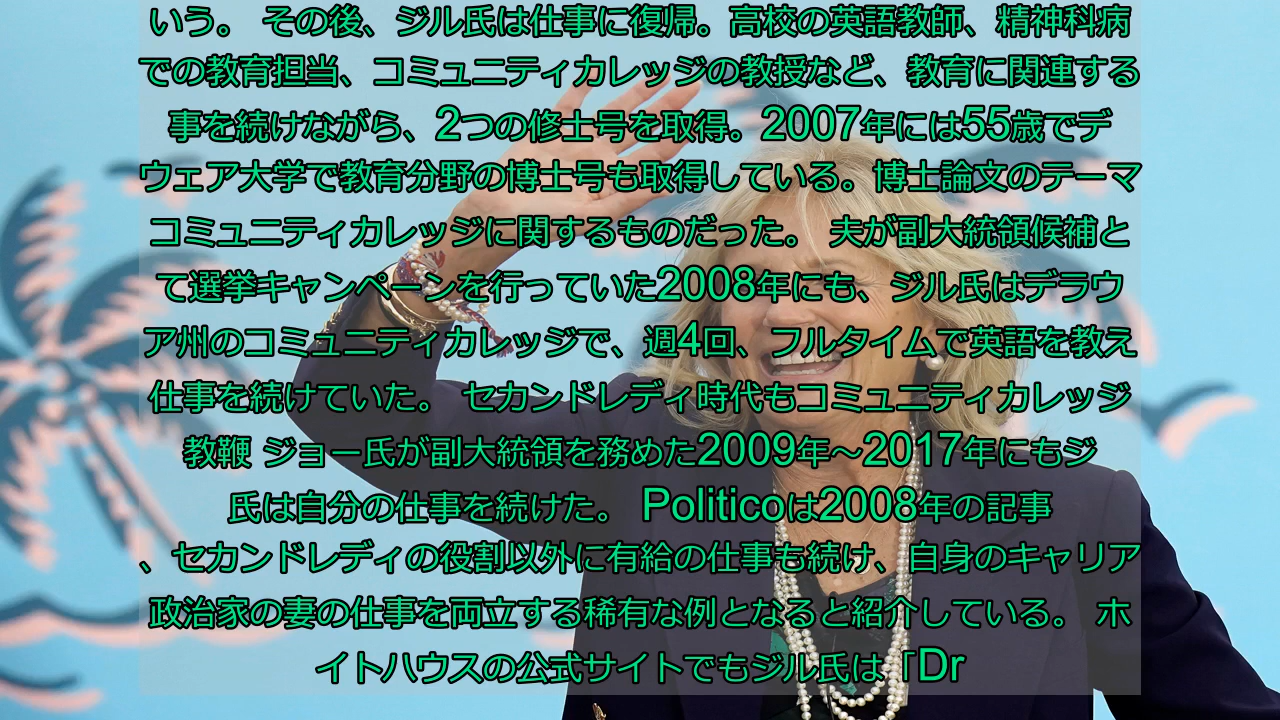 いう。 その後、ジル氏は仕事に復帰。高校の英語教師、精神科病
での教育担当、コミュニティカレッジの教授など、教育に関連する
事を続けながら、2つの修士号を取得。2007年には55歳でデ
ウェア大学で教育分野の博士号も取得している。博士論文のテーマ
コミュニティカレッジに関するものだった。 夫が副大統領候補と
て選挙キャンペーンを行っていた2008年にも、ジル氏はデラウ
ア州のコミュニティカレッジで、週4回、フルタイムで英語を教え
仕事を続けていた。 セカンドレディ時代もコミュニティカレッジ
教鞭 ジョー氏が副大統領を務めた2009年～2017年にもジ
氏は自分の仕事を続けた。 Politicoは2008年の記事
、セカンドレディの役割以外に有給の仕事も続け、自身のキャリア
政治家の妻の仕事を両立する稀有な例となると紹介している。 ホ
イトハウスの公式サイトでもジル氏は「Dr